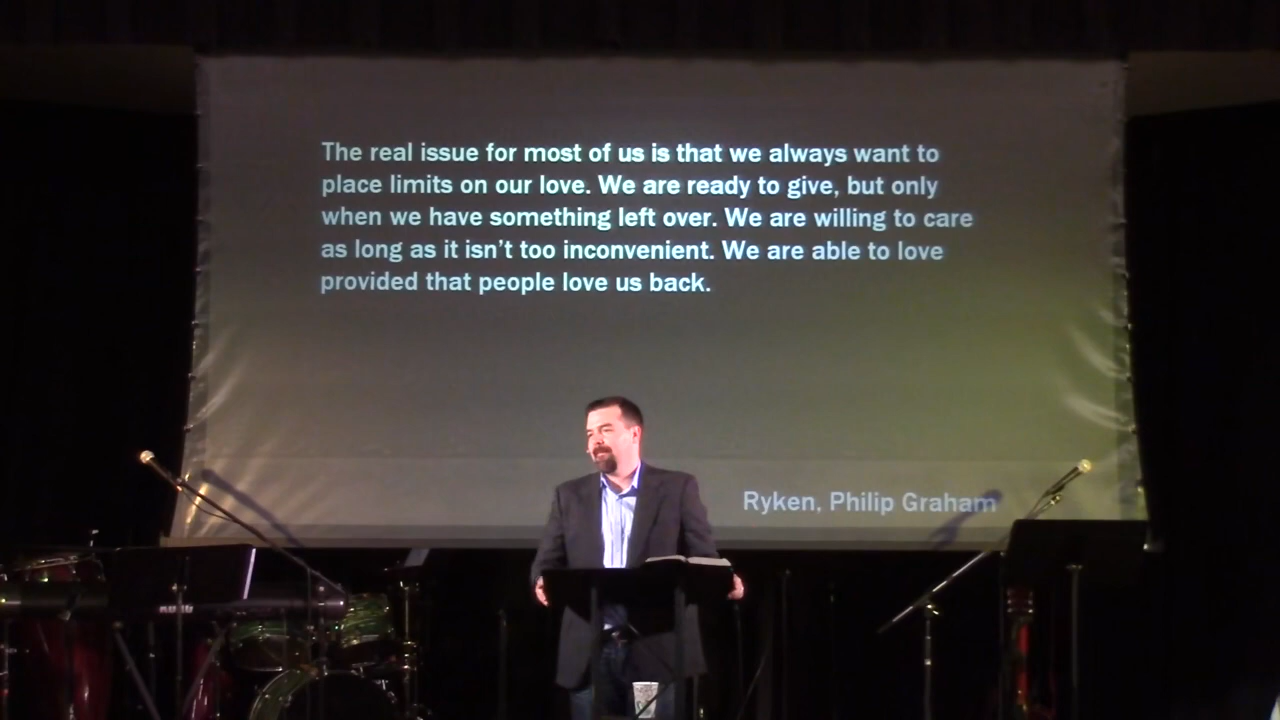 The real issue for most of us is that we always want to
place limits on our love. We are ready to give, but only
when we have something left over. We are willing to care
as long as it isn't too inconvenient. We are able to love
provided that people love us back.
Ryken, Philip Graham
KORG